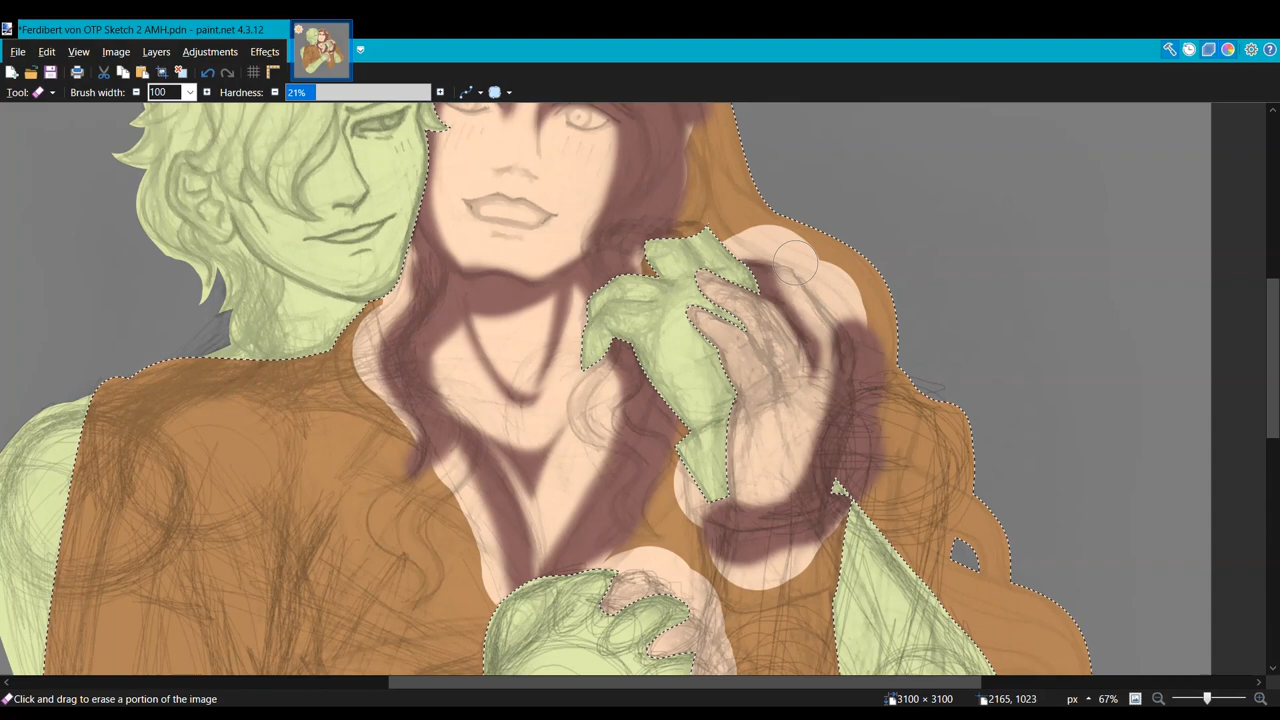 *Ferdibert von OTP Sketch 2 AMH.pdn - paint.net 4.3.12
File Edit View Image Layers Adjustments Effects
Tool: Brush width: 100 Hardness: 21%
Click and drag to erase a portion of the image 3100 × 3100 2165, 1023 px 67%